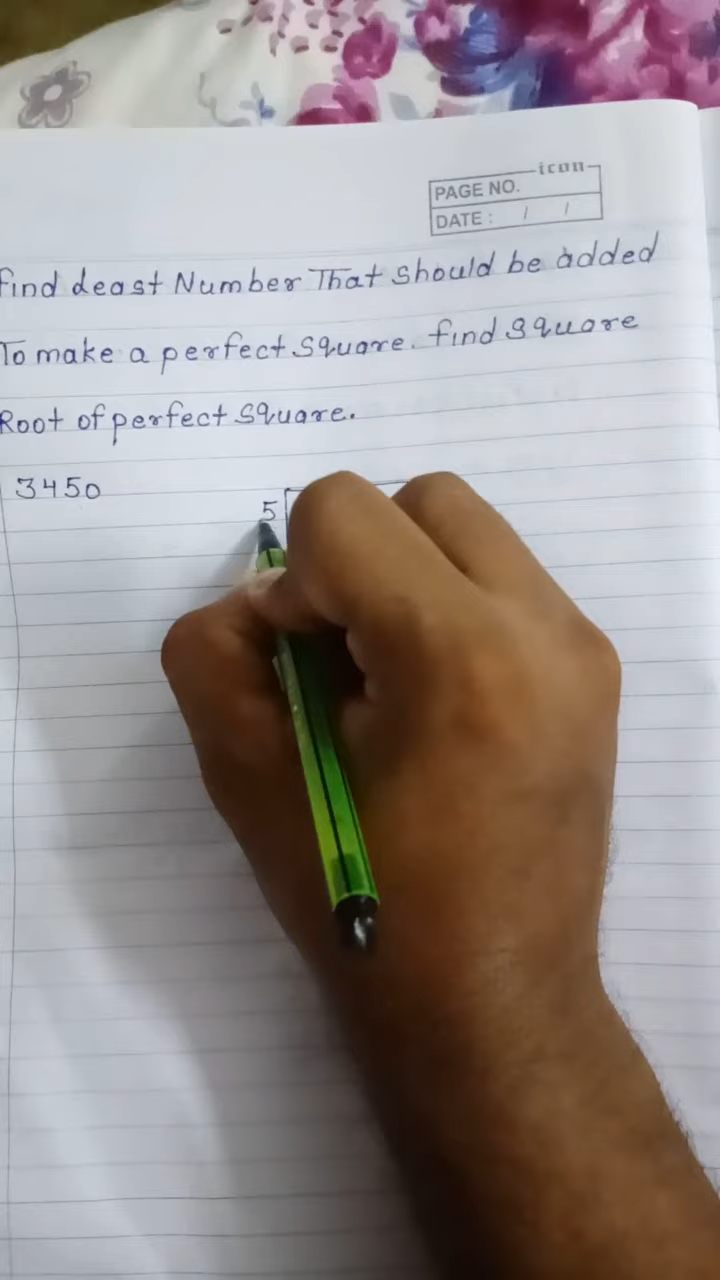 icon
PAGE NO.
DATE : / /
find deast Number That should be added
To make a perfect square. find square
Root of perfect square.
3450
5